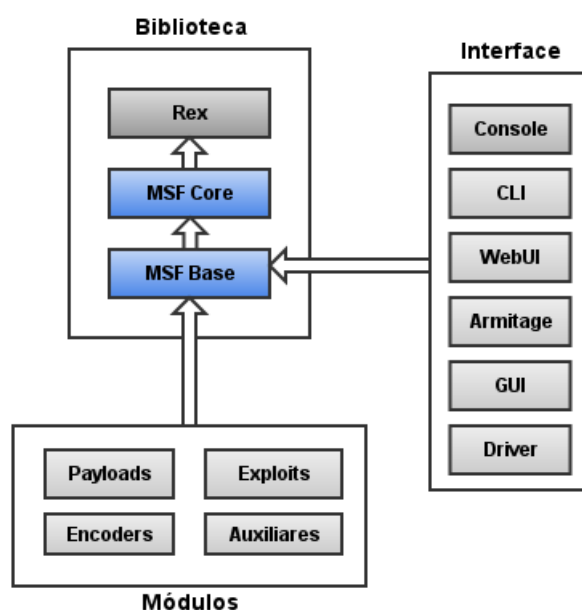 Biblioteca
Rex
MSF Core
MSF Base
Interface
Console
CLI
WebUI
Armitage
GUI
Driver
Payloads
Exploits
Encoders
Auxiliares
Módulos